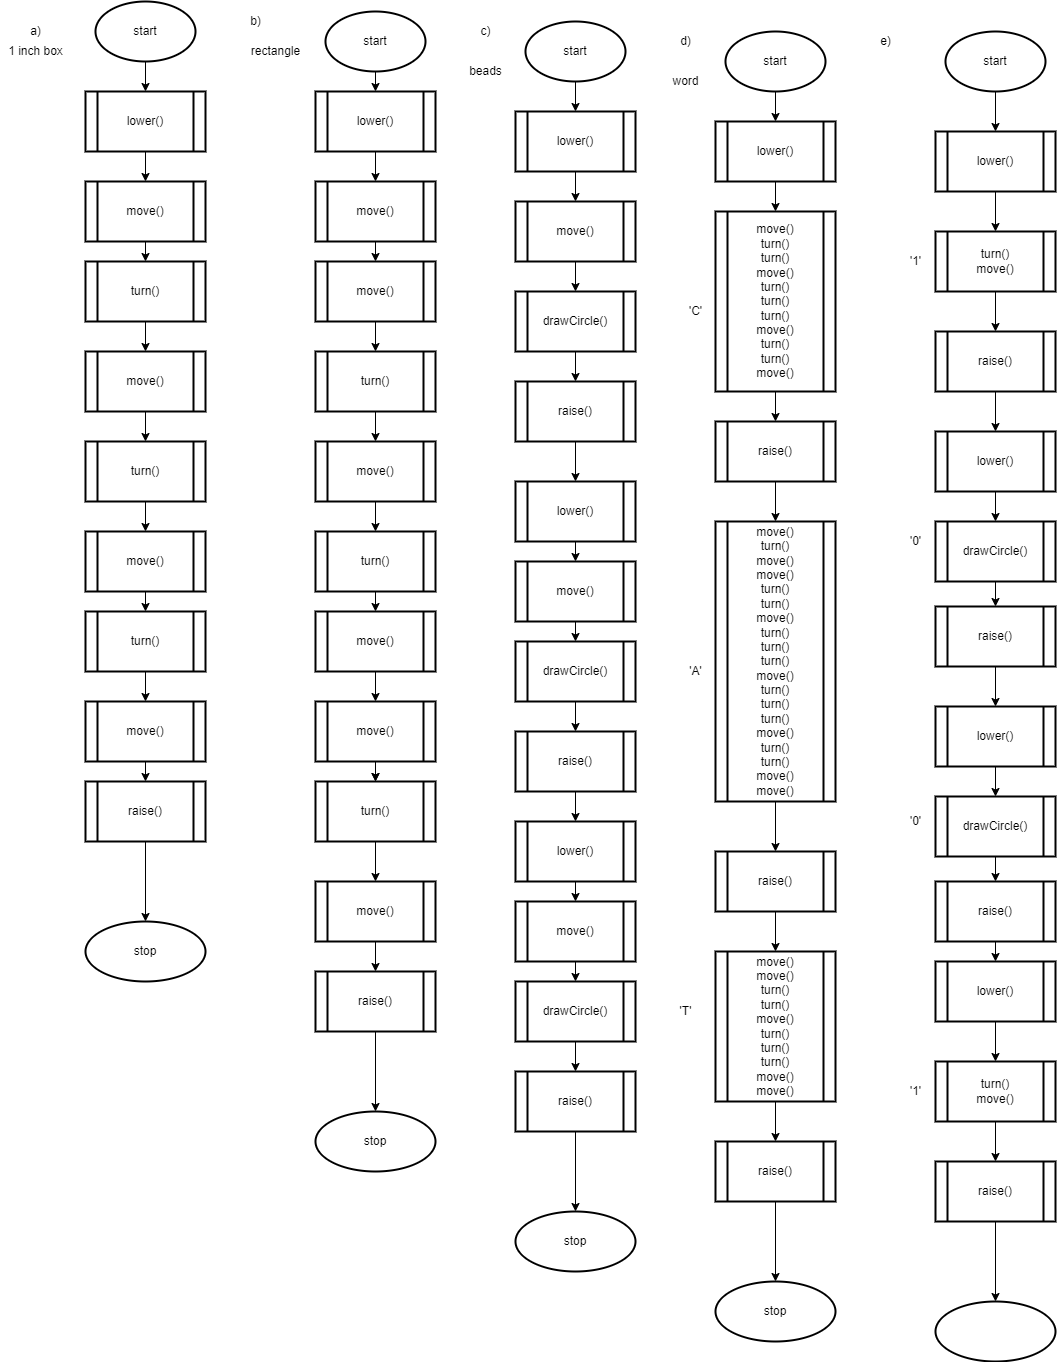 a)
1 inch box
start
lower()
move()
turn()
move()
turn()
move()
turn()
move()
raise()
stop
b)
rectangle
start
lower()
move()
move()
turn()
move()
turn()
move()
move()
turn()
move()
raise()
stop
c)
beads
start
lower()
move()
drawCircle()
raise()
lower()
move()
drawCircle()
raise()
lower()
move()
drawCircle()
raise()
stop
d)
word
start
lower()
'C'
move()
turn()
turn()
move()
turn()
turn()
turn()
move()
turn()
turn()
move()
raise()
'A'
move()
turn()
move()
move()
turn()
turn()
move()
turn()
turn()
turn()
move()
turn()
turn()
turn()
move()
turn()
turn()
move()
move()
raise()
'T'
move()
move()
turn()
turn()
move()
turn()
turn()
turn()
move()
move()
raise()
stop
e)
start
lower()
'1'
turn()
move()
raise()
lower()
'0'
drawCircle()
raise()
lower()
'0'
drawCircle()
raise()
lower()
'1'
turn()
move()
raise()